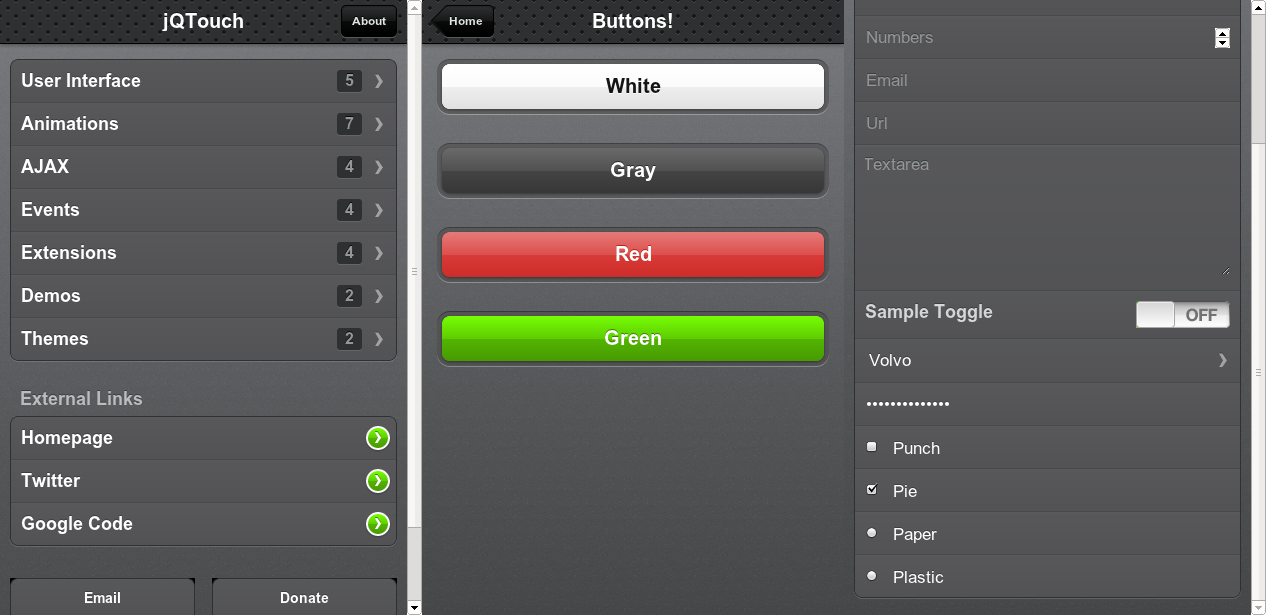 jQTouch
About
User Interface 5
Animations 7
AJAX 4
Events 4
Extensions 4
Demos 2
Themes 2
External Links
Homepage
Twitter
Google Code
Email Donate
Home
Buttons!
White
Gray
Red
Green
Numbers
Email
Url
Textarea
Sample Toggle OFF
Volvo
••••••••••••••
Punch
Pie
Paper
Plastic